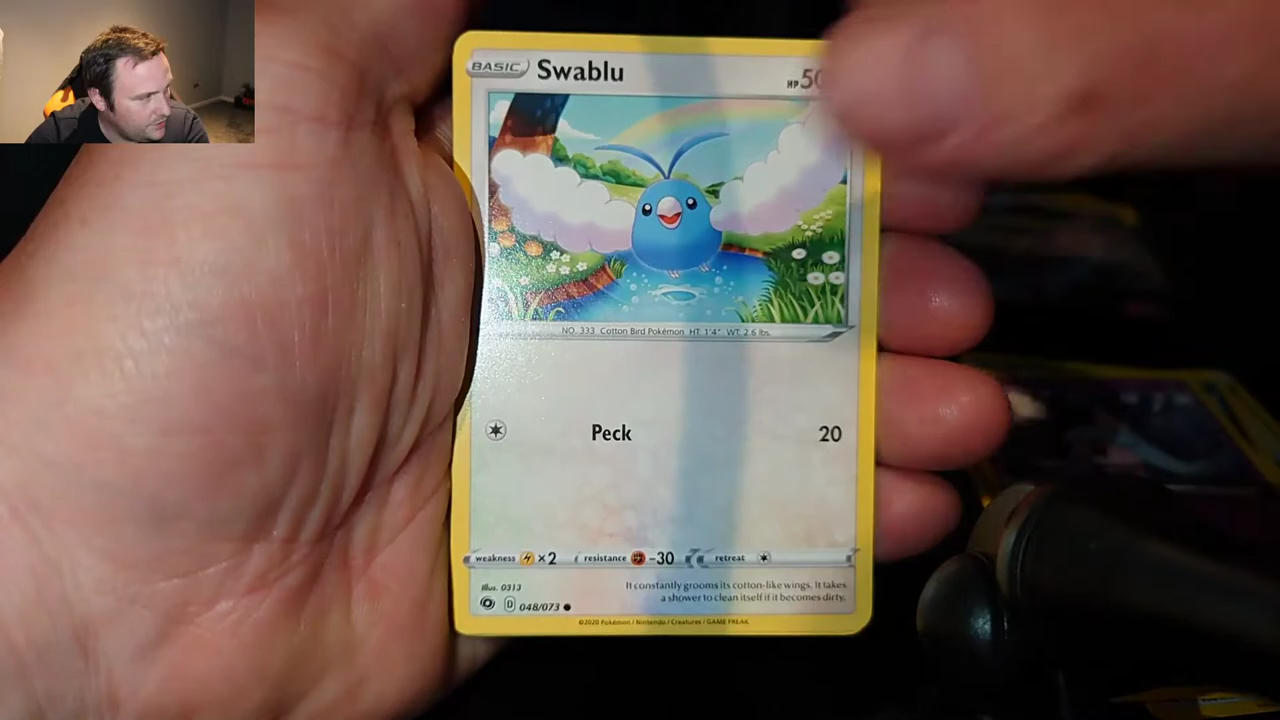 BASIC Swablu HP 50
NO. 333 Cotton Bird Pokémon HT: 1'4" WT: 2.6 lbs.
Peck 20
weakness ×2 resistance -30 retreat
Illus. 0313
It constantly grooms its cotton-like wings. It takes
a shower to clean itself if it becomes dirty.
D 048/073
©2020 Pokémon / Nintendo / Creatures / GAME FREAK